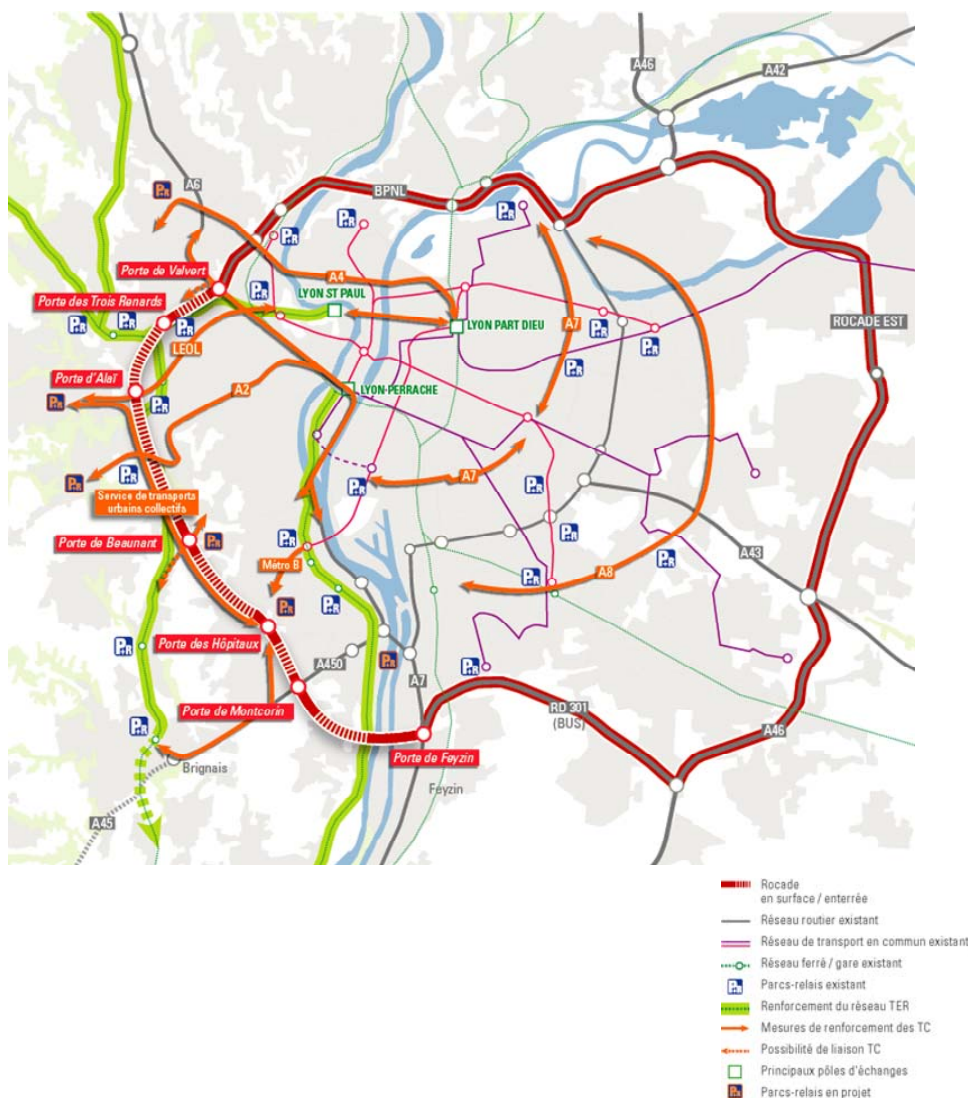 A46
A42
A6
BPNL
P+R
Porte de Valvert
A4
LYON ST PAUL
Porte des Trois Renards
LYON PART DIEU
A7
ROCADE EST
LEOL
Porte d'Alaï
A2
LYON-PERRACHE
A7
Service de transports
urbains collectifs
Porte de Beaunant
A43
Métro B
A8
Porte des Hôpitaux
A450
A7
Porte de Montcorin
RD 301
(BUS)
A46
Porte de Feyzin
Brignais
Feyzin
A45
Rocade
en surface / enterrée
Réseau routier existant
Réseau de transport en commun existant
Réseau ferré / gare existant
P+R Parcs-relais existant
Renforcement du réseau TER
Mesures de renforcement des TC
Possibilité de liaison TC
Principaux pôles d'échanges
P+R Parcs-relais en projet